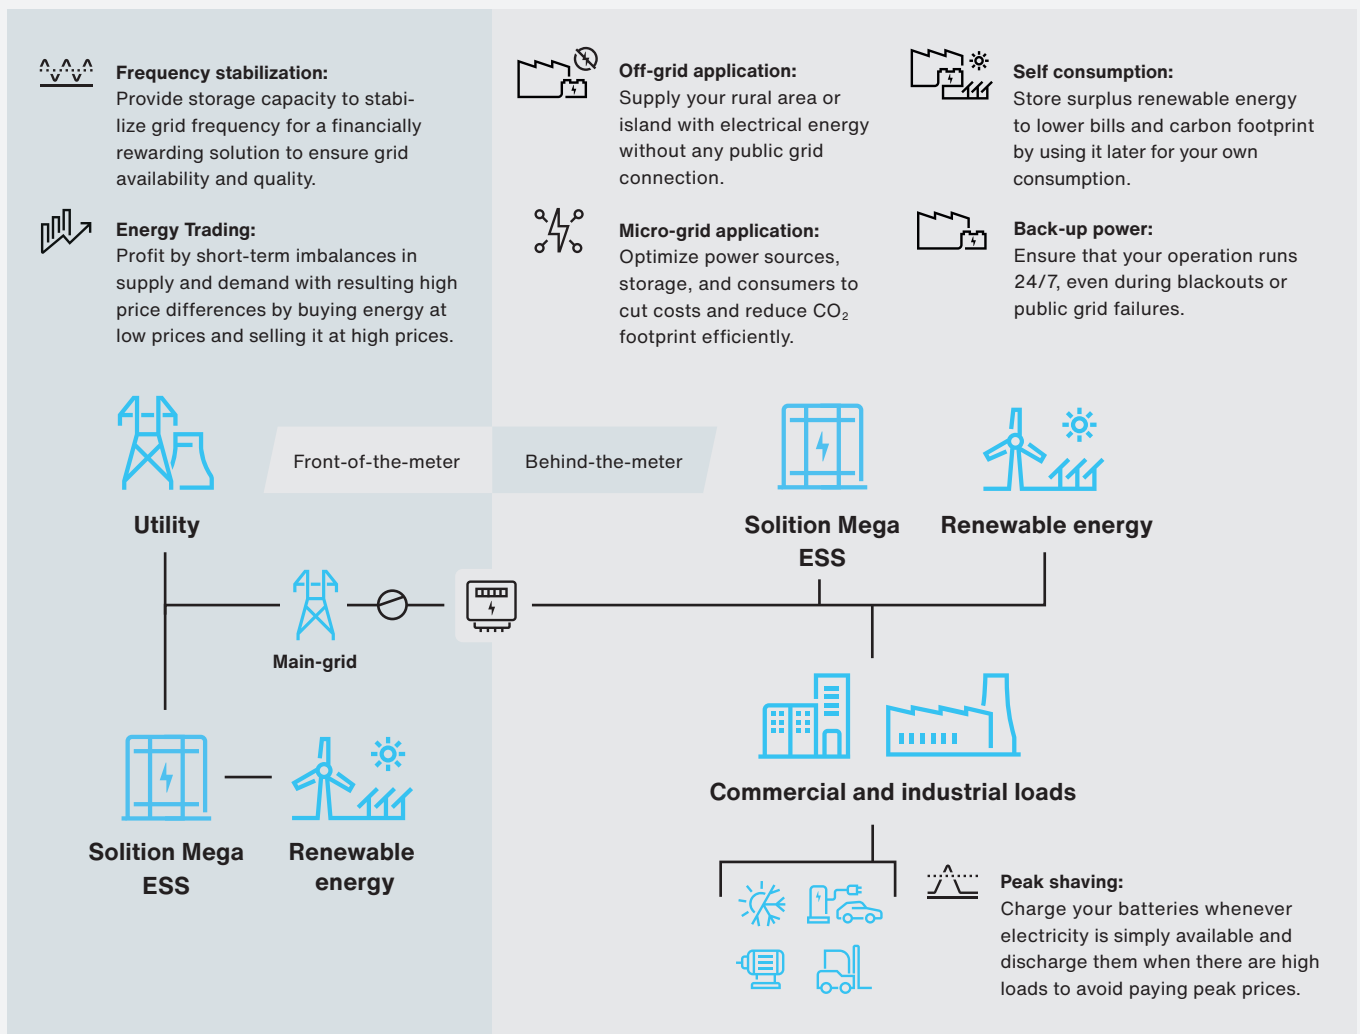 Frequency stabilization:
Provide storage capacity to stabi-
lize grid frequency for a financially
rewarding solution to ensure grid
availability and quality.
Energy Trading:
Profit by short-term imbalances in
supply and demand with resulting high
price differences by buying energy at
low prices and selling it at high prices.
Off-grid application:
Supply your rural area or
island with electrical energy
without any public grid
connection.
Micro-grid application:
Optimize power sources,
storage, and consumers to
cut costs and reduce CO₂
footprint efficiently.
Self consumption:
Store surplus renewable energy
to lower bills and carbon footprint
by using it later for your own
consumption.
Back-up power:
Ensure that your operation runs
24/7, even during blackouts or
public grid failures.
Front-of-the-meter
Behind-the-meter
Utility
Solition Mega
ESS
Renewable energy
Main-grid
Solition Mega
ESS
Renewable
energy
Commercial and industrial loads
Peak shaving:
Charge your batteries whenever
electricity is simply available and
discharge them when there are high
loads to avoid paying peak prices.